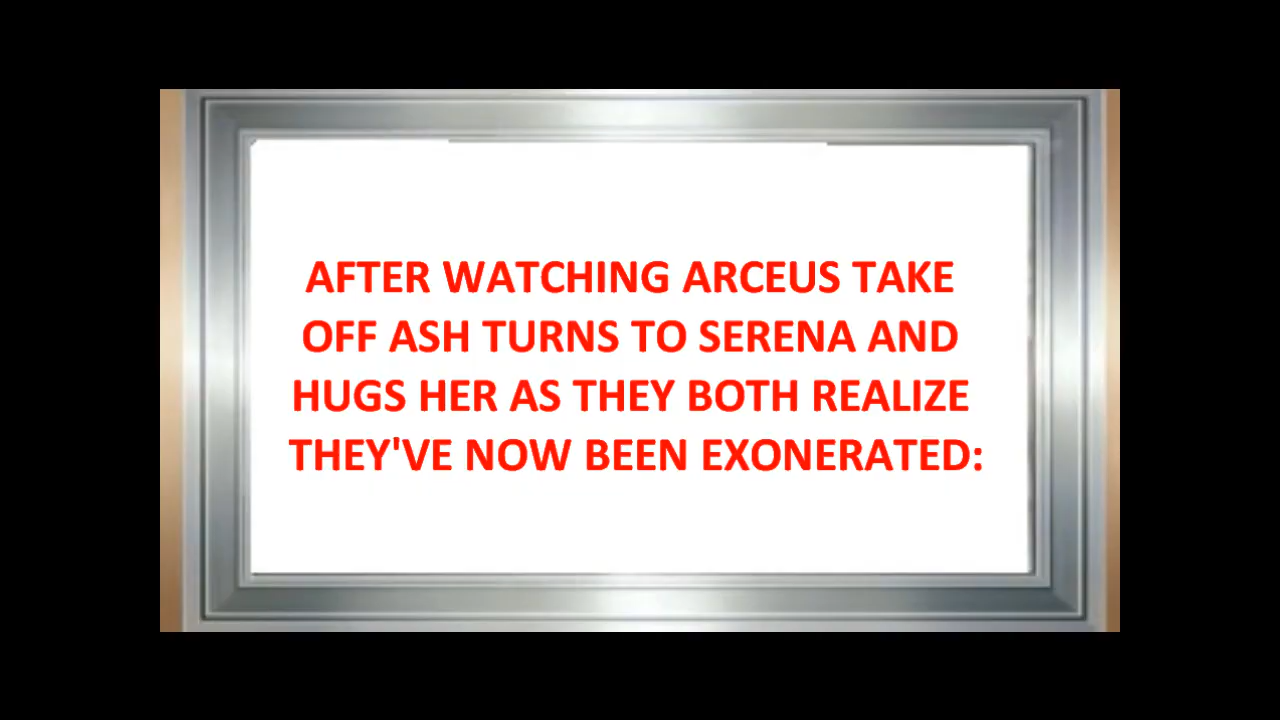 AFTER WATCHING ARCEUS TAKE
OFF ASH TURNS TO SERENA AND
HUGS HER AS THEY BOTH REALIZE
THEY'VE NOW BEEN EXONERATED: